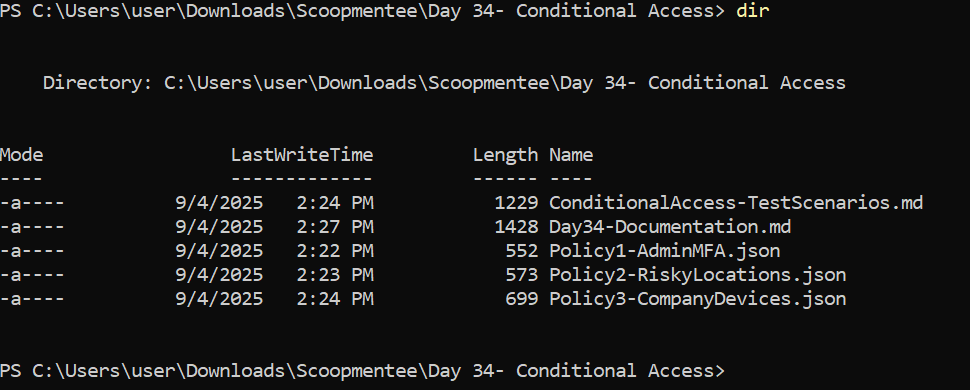 PS C:\Users\user\Downloads\Scoopmentee\Day 34- Conditional Access> dir
Directory: C:\Users\user\Downloads\Scoopmentee\Day 34- Conditional Access
Mode LastWriteTime Length Name
---- ------------- ------ ----
-a---- 9/4/2025 2:24 PM 1229 ConditionalAccess-TestScenarios.md
-a---- 9/4/2025 2:27 PM 1428 Day34-Documentation.md
-a---- 9/4/2025 2:22 PM 552 Policy1-AdminMFA.json
-a---- 9/4/2025 2:23 PM 573 Policy2-RiskyLocations.json
-a---- 9/4/2025 2:24 PM 699 Policy3-CompanyDevices.json
PS C:\Users\user\Downloads\Scoopmentee\Day 34- Conditional Access>